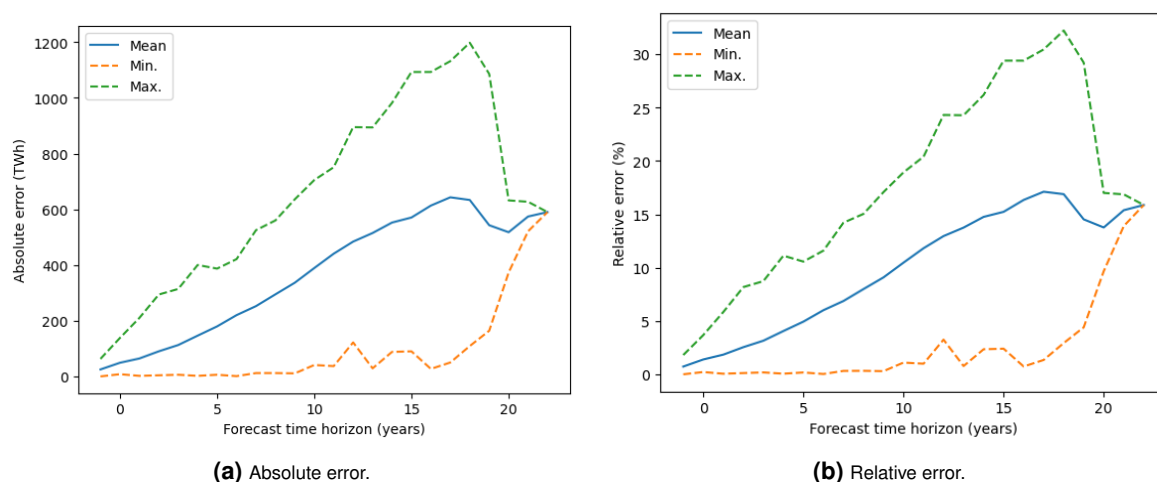 Mean
Min.
Max.
1200
1000
800
600
400
200
0
Absolute error (TWh)
0 5 10 15 20
Forecast time horizon (years)
(a) Absolute error.
Mean
Min.
Max.
30
25
20
15
10
5
0
Relative error (%)
0 5 10 15 20
Forecast time horizon (years)
(b) Relative error.